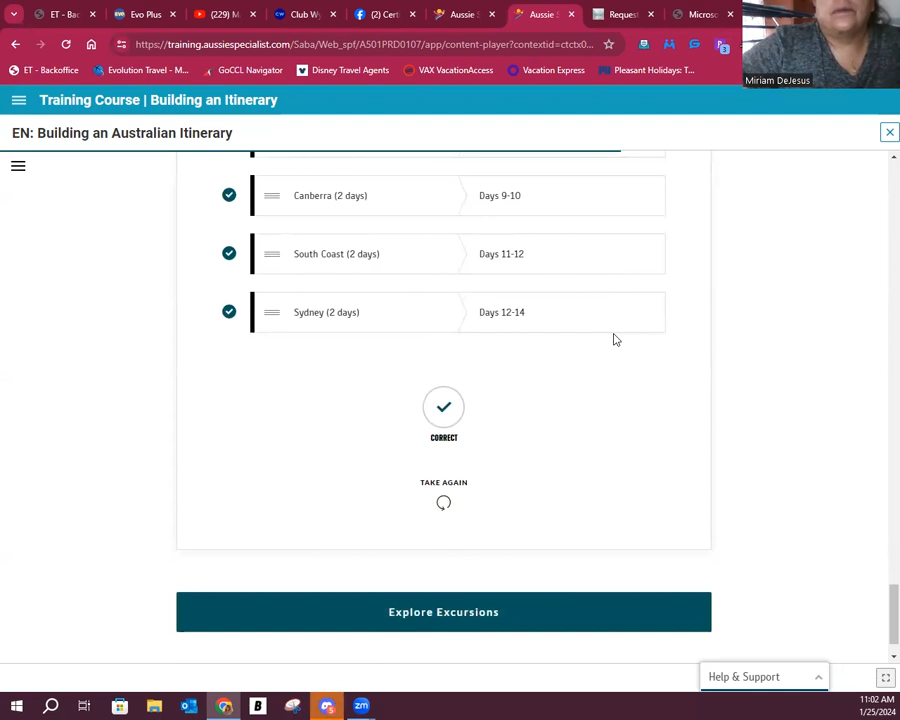 ET - Bac
Evo Plus
(229) M
Club W
(2) Certi
Aussie S
Aussie S
Request
Microso
https://training.aussiespecialist.com/Saba/Web_spf/A501PRD0107/app/content-player?contextid=ctctx0...
3
ET - Backoffice
Evolution Travel - M...
GoCCL Navigator
Disney Travel Agents
VAX VacationAccess
Vacation Express
Pleasant Holidays: T...
Miriam DeJesus
Training Course | Building an Itinerary
EN: Building an Australian Itinerary
Canberra (2 days)
Days 9-10
South Coast (2 days)
Days 11-12
Sydney (2 days)
Days 12-14
CORRECT
TAKE AGAIN
Explore Excursions
Help & Support
11:02 AM
1/25/2024